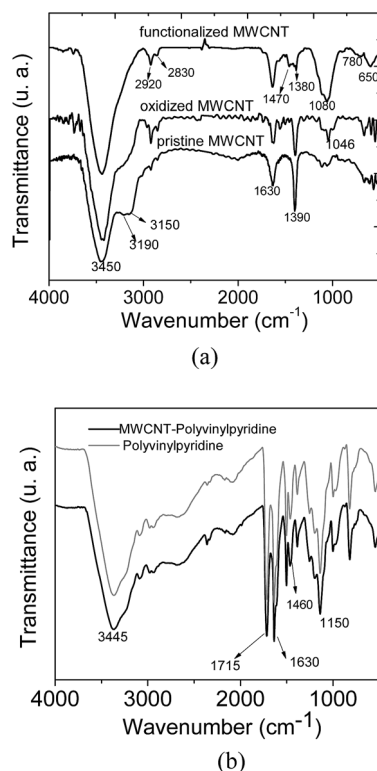 functionalized MWCNT
2920
2830
1470
1380
1080
780
650
oxidized MWCNT
1046
pristine MWCNT
1630
1390
3150
3190
3450
Transmittance (u. a.)
4000 3000 2000 1000
Wavenumber (cm-1)
(a)
MWCNT-Polyvinylpyridine
Polyvinylpyridine
3445
1460
1150
1715
1630
Transmittance (u. a.)
4000 3000 2000 1000
Wavenumber (cm-1)
(b)